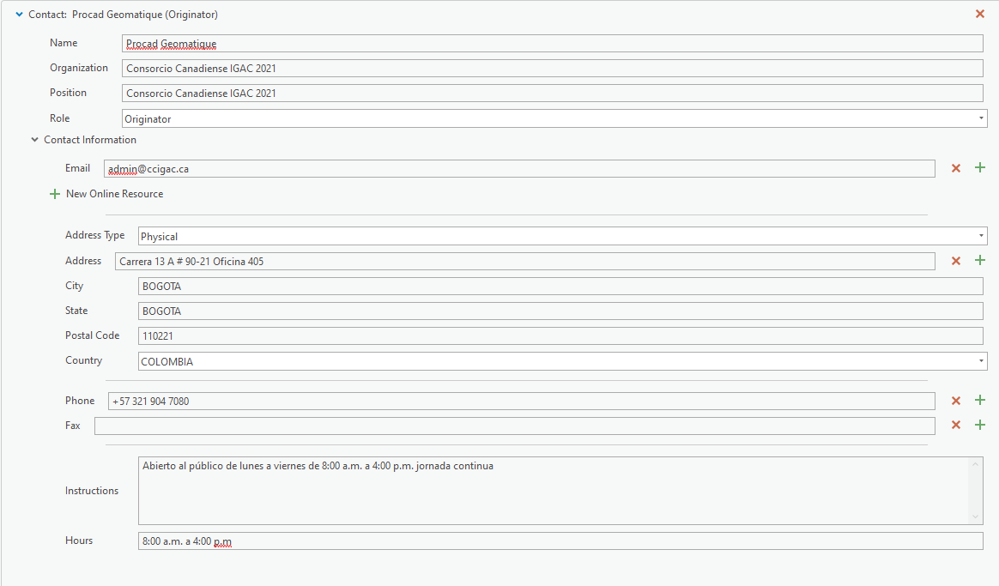 Contact: Procad Geomatique (Originator)
Name Procad Geomatique
Organization Consorcio Canadiense IGAC 2021
Position Consorcio Canadiense IGAC 2021
Role Originator
Contact Information
Email admin@ccigac.ca
New Online Resource
Address Type Physical
Address Carrera 13 A # 90-21 Oficina 405
City BOGOTA
State BOGOTA
Postal Code 110221
Country COLOMBIA
Phone +57 321 904 7080
Fax
Instructions Abierto al público de lunes a viernes de 8:00 a.m. a 4:00 p.m. jornada continua
Hours 8:00 a.m. a 4:00 p.m